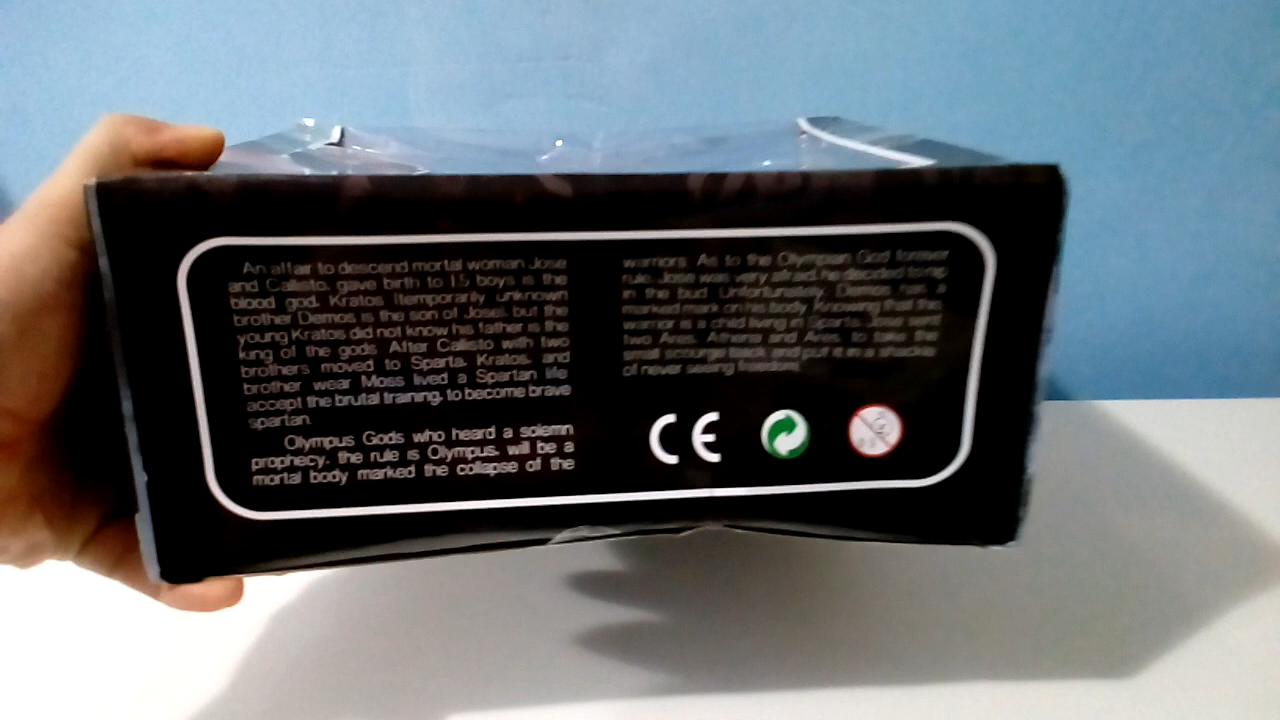 An affair to descend mortal woman Jose
and Callisto, gave birth to 15 boys is the
blood god, Kratos (temporarily unknown
brother Demos is the son of Jose), but the
young Kratos did not know his father is the
king of the gods. After Callisto with two
brothers moved to Sparta, Kratos, and
brother wear Moss lived a Spartan life
accept the brutal training, to become brave
spartan.
Olympus Gods who heard a solemn
prophecy, the rule is Olympus, will be a
mortal body marked the collapse of the
warriors. As to the Olympian God forever
rule, Jose was very afraid, he decided to nip
in the bud. Unfortunately, Demos has a
marked mark on his body. Knowing that the
warrior is a child living in Sparta, Jose
two Ares, Athena and Ares, to take the
small scourge back and put it in a shackle
of never seeing freedom
CE
0-3